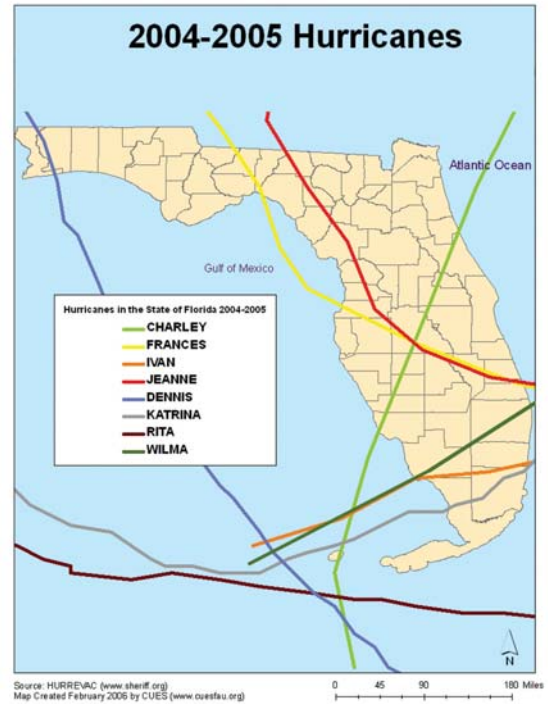 2004-2005 Hurricanes
Atlantic Ocean
Gulf of Mexico
Hurricanes in the State of Florida 2004-2005
CHARLEY
FRANCES
IVAN
JEANNE
DENNIS
KATRINA
RITA
WILMA
N
Source: HURREVAC (www.sheriff.org)
Map Created February 2006 by CUES (www.cuesfau.org)
0 45 90 180 Miles